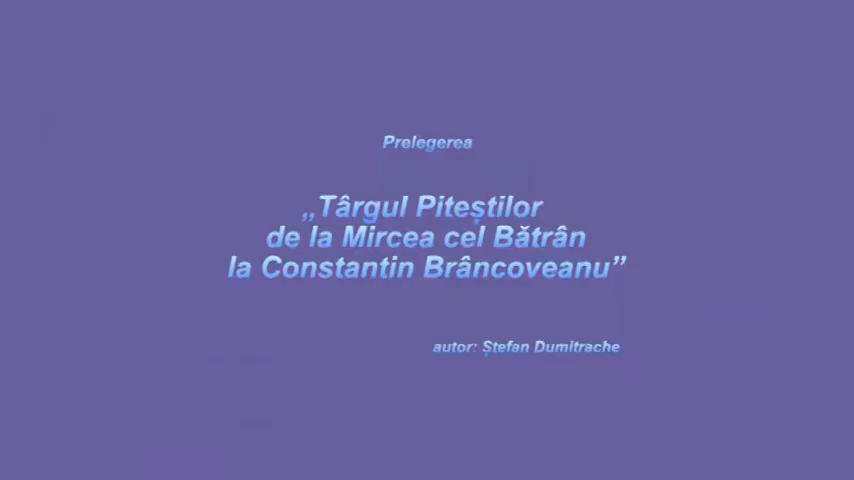 Prelegerea
„Târgul Piteștilor
de la Mircea cel Bătrân
la Constantin Brâncoveanu”
autor: Ștefan Dumitrache